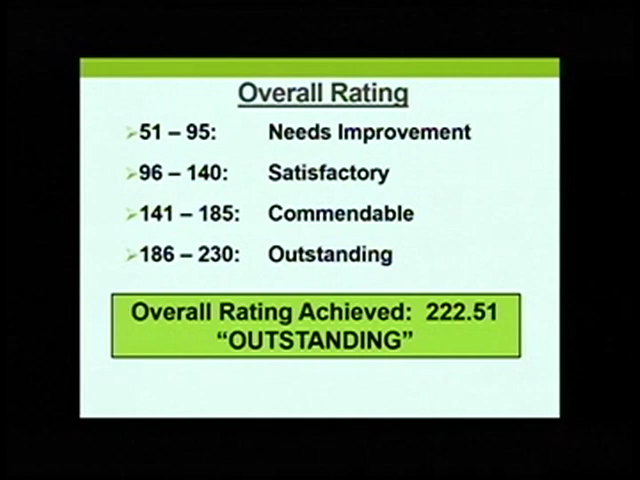 Overall Rating
51 – 95: Needs Improvement
96 – 140: Satisfactory
141 – 185: Commendable
186 – 230: Outstanding
Overall Rating Achieved: 222.51
“OUTSTANDING”